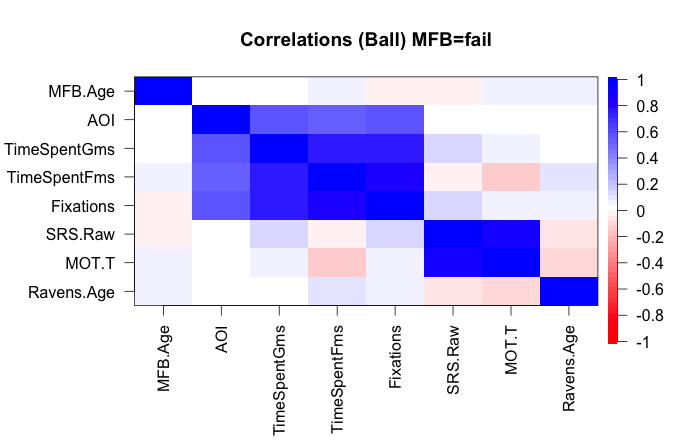 Correlations (Ball) MFB=fail
MFB.Age
AOI
TimeSpentGms
TimeSpentFms
Fixations
SRS.Raw
MOT.T
Ravens.Age
MFB.Age
AOI
TimeSpentGms
TimeSpentFms
Fixations
SRS.Raw
MOT.T
Ravens.Age
1
0.8
0.6
0.4
0.2
0
-0.2
-0.4
-0.6
-0.8
-1